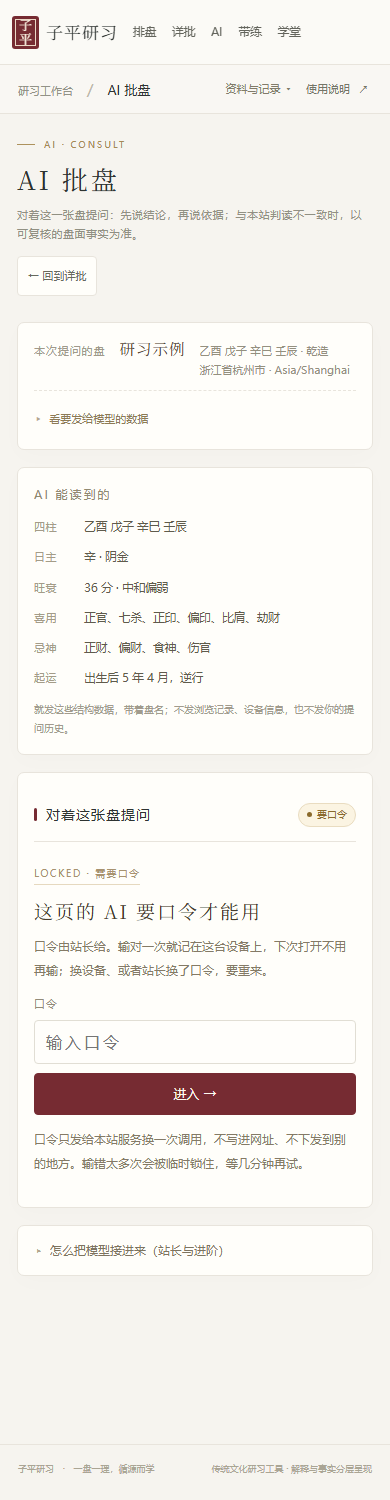 子平 子平研习 排盘 详批 AI 带练 学堂
研习工作台 / AI 批盘 资料与记录 使用说明 ↗
AI · CONSULT
AI 批盘
对着这一张盘提问：先说结论，再说依据；与本站判读不一致时，以
可复核的盘面事实为准。
← 回到详批
本次提问的盘 研习示例 乙酉 戊子 辛巳 壬辰 · 乾造
浙江省杭州市 · Asia/Shanghai
▸ 看要发给模型的数据
AI 能读到的
四柱 乙酉 戊子 辛巳 壬辰
日主 辛 · 阴金
旺衰 36 分 · 中和偏弱
喜用 正官、七杀、正印、偏印、比肩、劫财
忌神 正财、偏财、食神、伤官
起运 出生后 5 年 4 月，逆行
就发这些结构数据，带着盘名；不发浏览记录、设备信息，也不发你的提
问历史。
对着这张盘提问 要口令
LOCKED · 需要口令
这页的 AI 要口令才能用
口令由站长给。输对一次就记在这台设备上，下次打开不用
再输；换设备、或者站长换了口令，要重来。
口令
输入口令
进入 →
口令只发给本站服务换一次调用，不写进网址、不下发到别
的地方。输错太多次会被临时锁住，等几分钟再试。
▸ 怎么把模型接进来（站长与进阶）
子平研习 · 一盘一理，循源而学 传统文化研习工具 · 解释与事实分层呈现